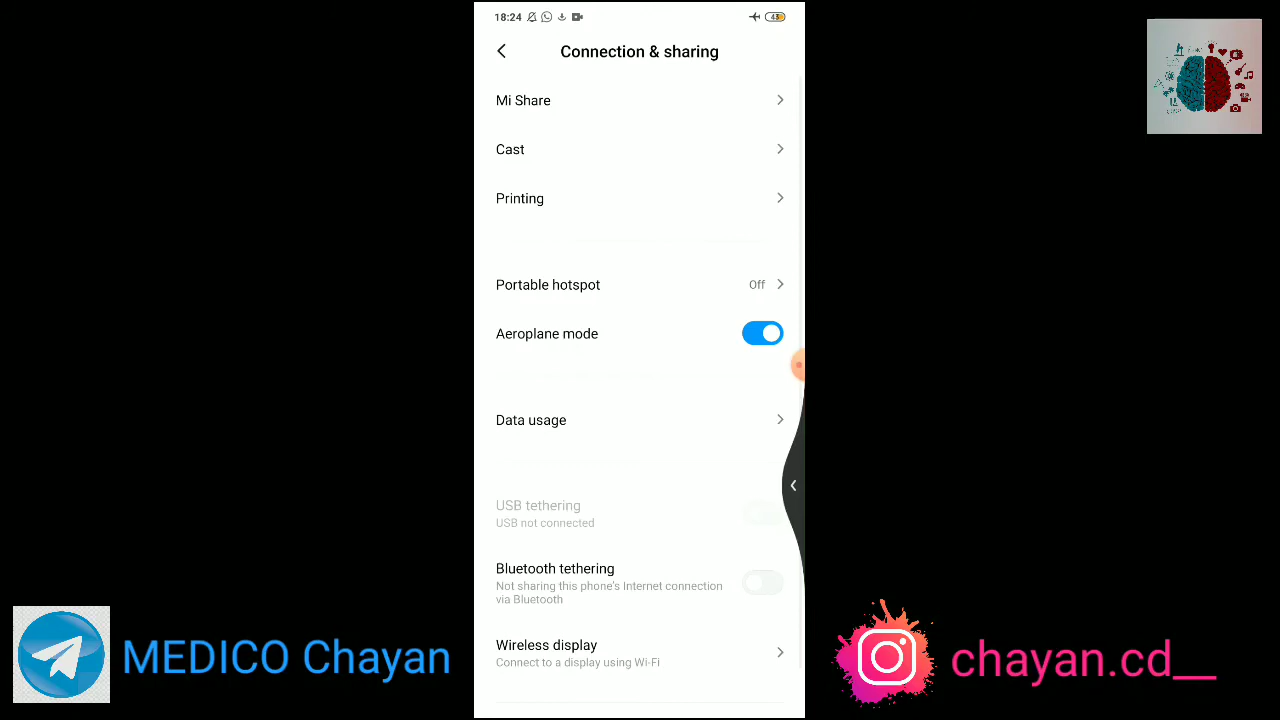 18:24
43
Connection & sharing
Mi Share
Cast
Printing
Portable hotspot
Off
Aeroplane mode
Data usage
USB tethering
USB not connected
Bluetooth tethering
Not sharing this phone's Internet connection
via Bluetooth
Wireless display
Connect to a display using Wi-Fi
MEDICO Chayan
chayan.cd__